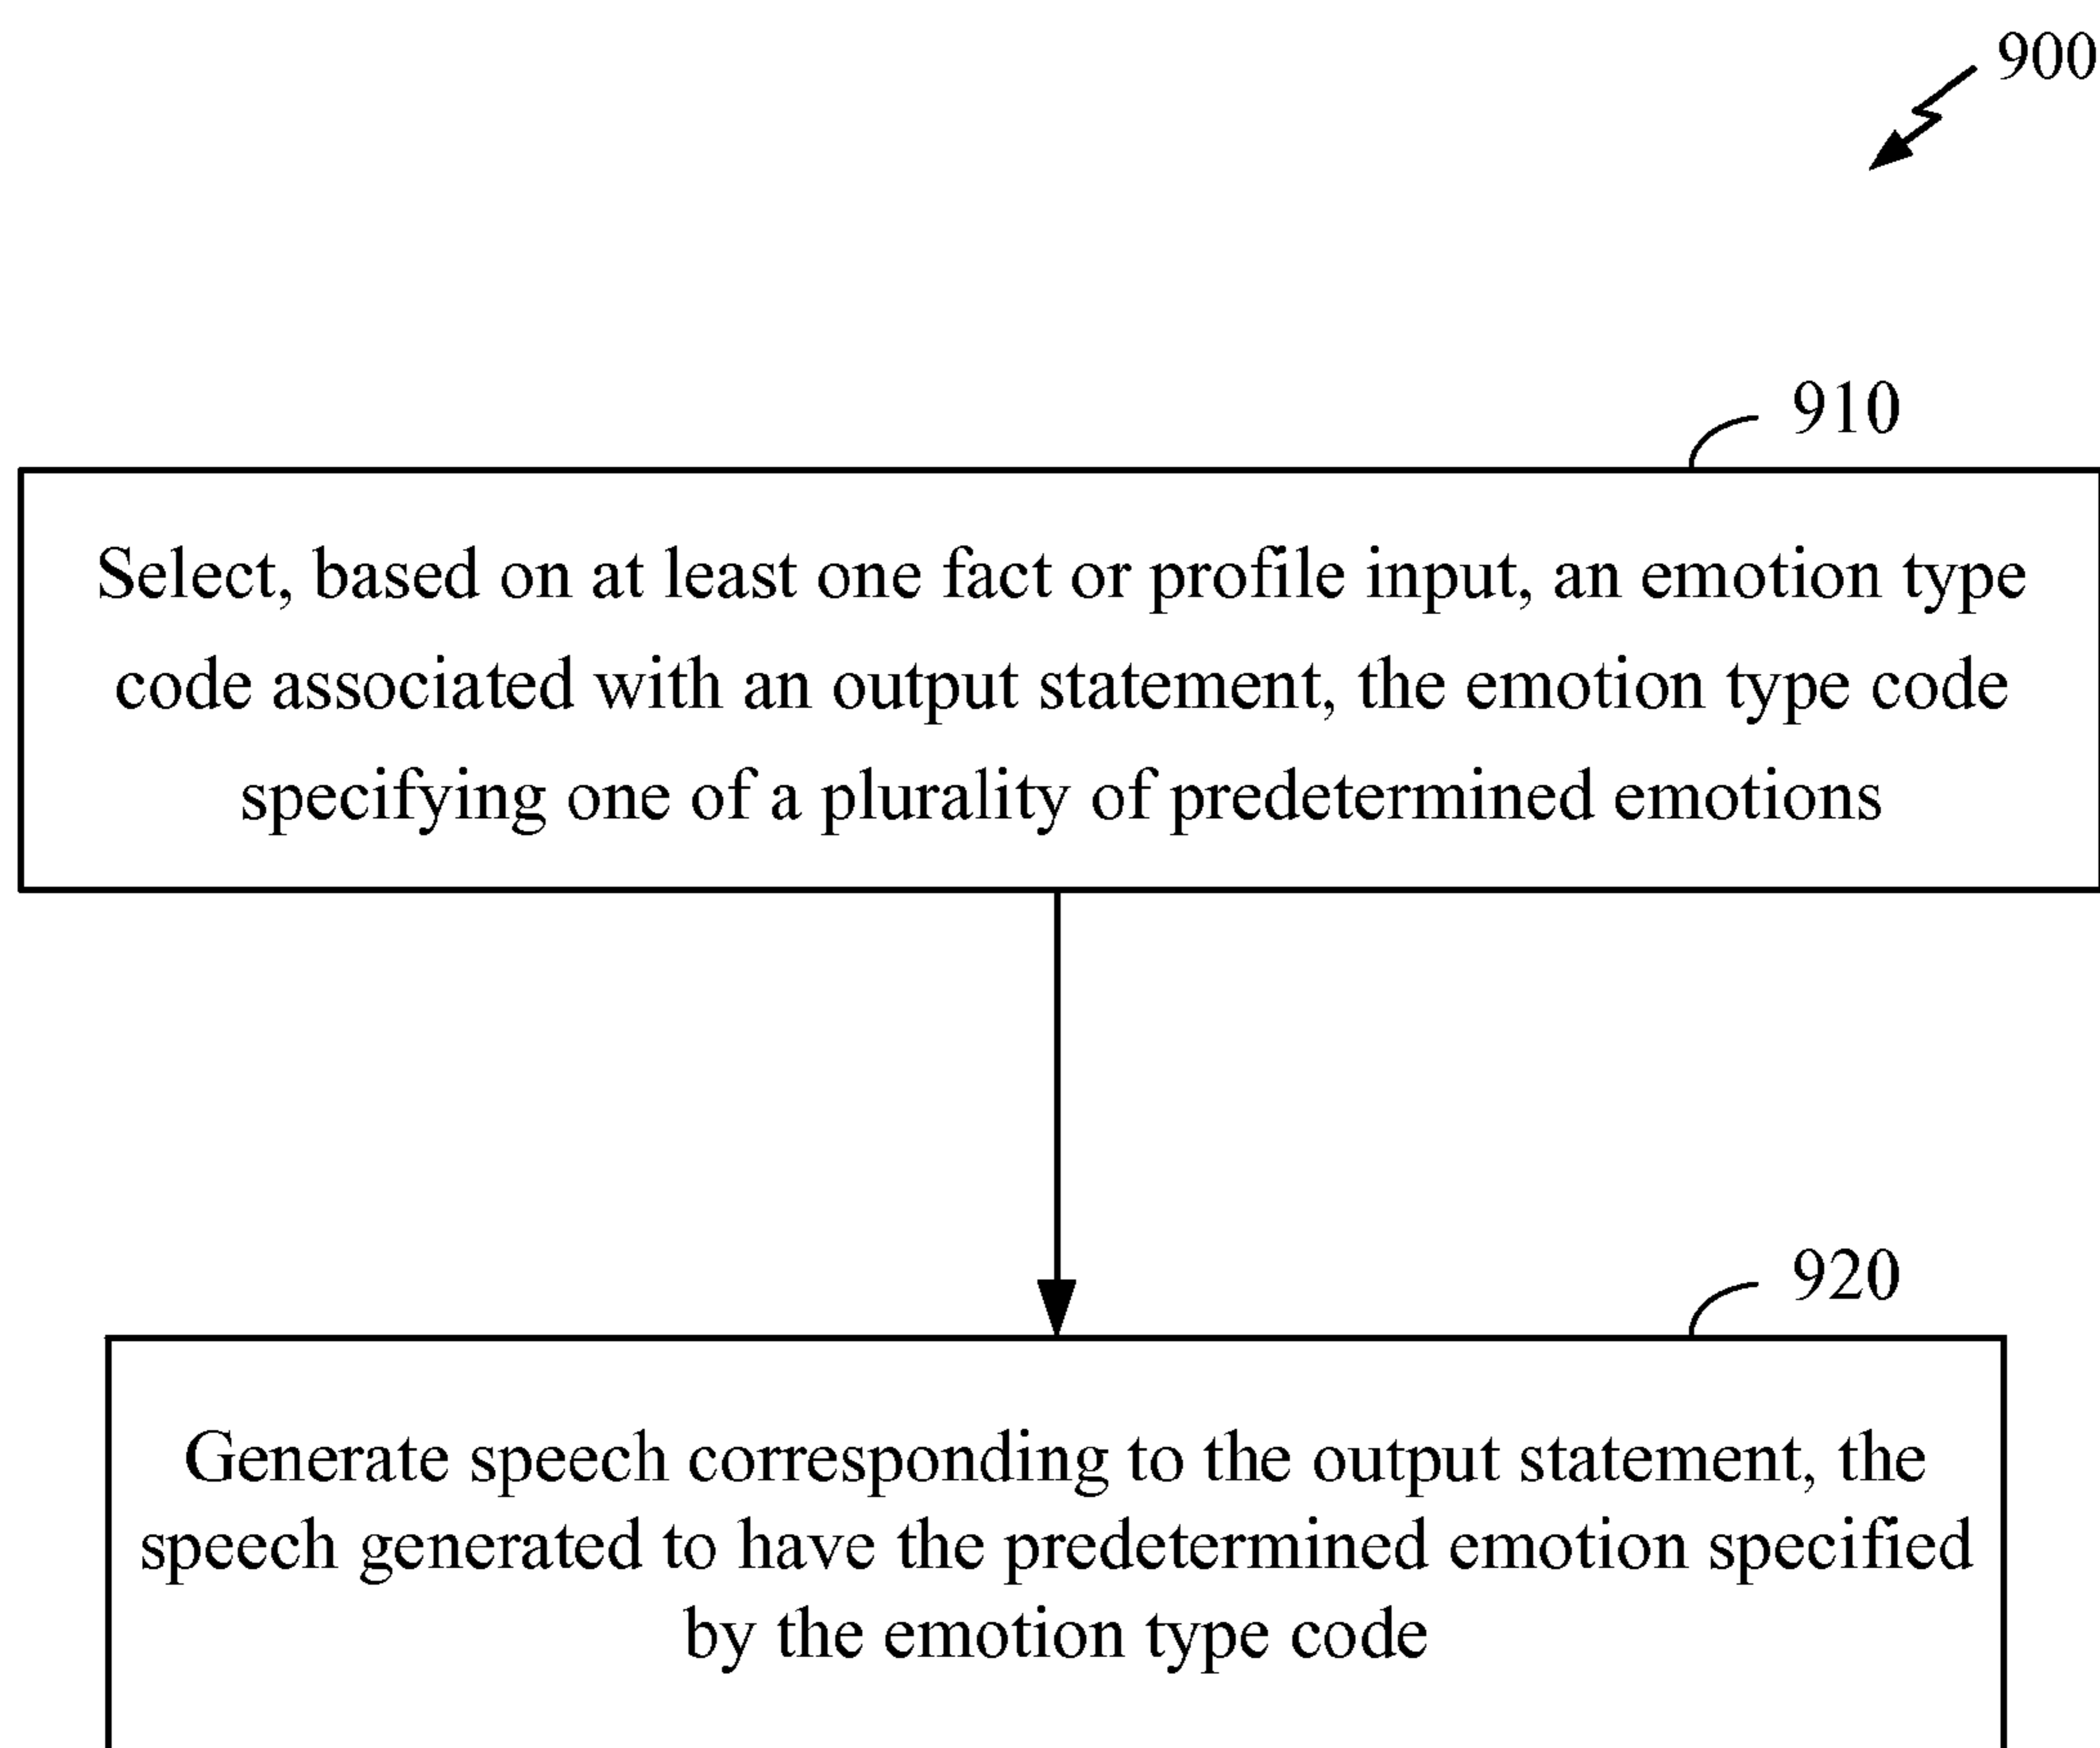 900
910
Select, based on at least one fact or profile input, an emotion type
code associated with an output statement, the emotion type code
specifying one of a plurality of predetermined emotions
920
Generate speech corresponding to the output statement, the
speech generated to have the predetermined emotion specified
by the emotion type code